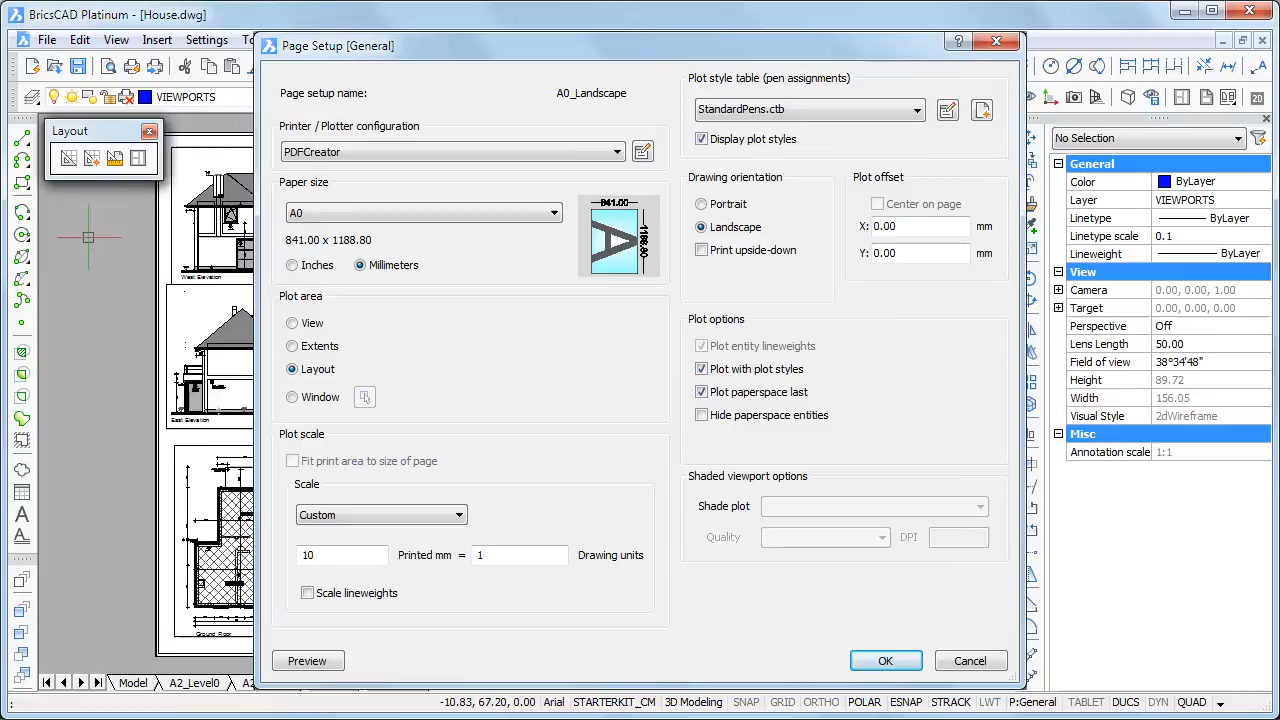 BricsCAD Platinum - [House.dwg]
File Edit View Insert Settings
VIEWPORTS
Layout
West Elevation
East Elevation
Ground Floor
Model A2_Level0
Page Setup [General]
Page setup name: A0_Landscape
Printer / Plotter configuration
PDFCreator
Paper size
A0
841.00 x 1188.80
Inches Millimeters
841.00
1188.80
A
Plot area
View
Extents
Layout
Window
Plot scale
Fit print area to size of page
Scale
Custom
10 Printed mm = 1 Drawing units
Scale lineweights
Preview
Plot style table (pen assignments)
StandardPens.ctb
Display plot styles
Drawing orientation
Portrait
Landscape
Print upside-down
Plot offset
Center on page
X: 0.00 mm
Y: 0.00 mm
Plot options
Plot entity lineweights
Plot with plot styles
Plot paperspace last
Hide paperspace entities
Shaded viewport options
Shade plot
Quality DPI
OK Cancel
No Selection
General
Color ByLayer
Layer VIEWPORTS
Linetype ByLayer
Linetype scale 0.1
Lineweight ByLayer
View
Camera 0.00, 0.00, 1.00
Target 0.00, 0.00, 0.00
Perspective Off
Lens Length 50.00
Field of view 38°34'48"
Height 89.72
Width 156.05
Visual Style 2dWireframe
Misc
Annotation scale 1:1
-10.83, 67.20, 0.00 Arial STARTERKIT_CM 3D Modeling SNAP GRID ORTHO POLAR ESNAP STRACK LWT P:General TABLET DUCS DYN QUAD